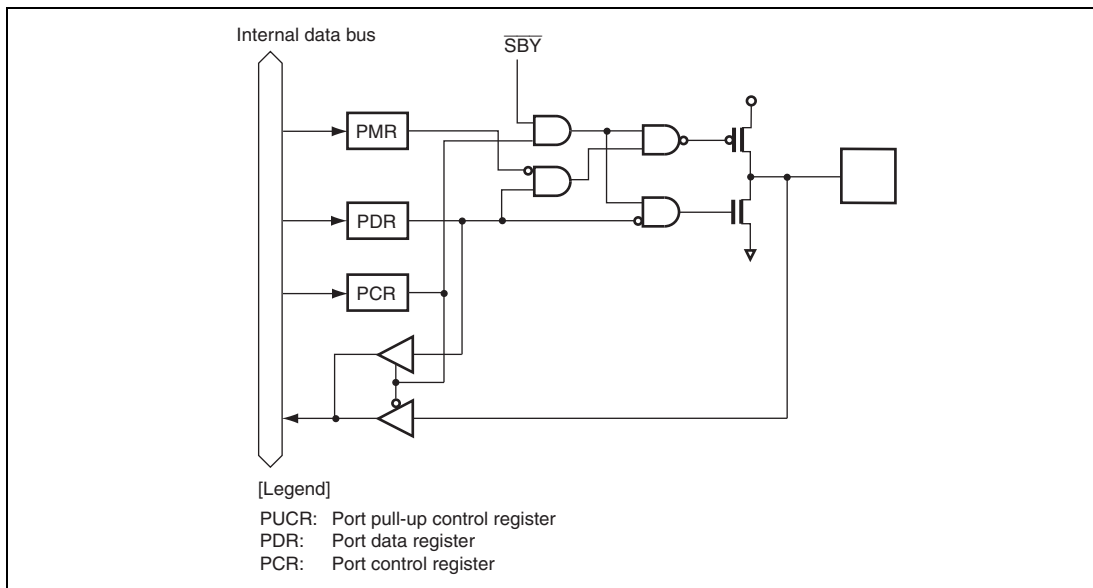 Internal data bus
SBY
PMR
PDR
PCR
[Legend]
PUCR: Port pull-up control register
PDR: Port data register
PCR: Port control register